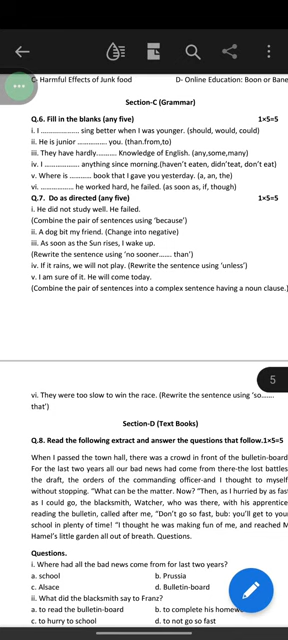 C- Harmful Effects of Junk food D- Online Education: Boon or Bane
Section-C (Grammar)
Q.6. Fill in the blanks (any five) 1×5=5
i. I ..................... sing better when I was younger. (should, would, could)
ii. He is junior ................ you. (than.from,to)
iii. They have hardly........... Knowledge of English. (any,some,many)
iv. I ................... anything since morning.(haven't eaten, didn'teat, don't eat)
v. Where is ............ book that I gave you yesterday. (a, an, the)
vi. .................. he worked hard, he failed. (as soon as, if, though)
Q.7. Do as directed (any five) 1×5=5
i. He did not study well. He failed.
(Combine the pair of sentences using 'because')
ii. A dog bit my friend. (Change into negative)
iii. As soon as the Sun rises, I wake up.
(Rewrite the sentence using 'no sooner....... than')
iv. If it rains, we will not play. (Rewrite the sentence using 'unless')
v. I am sure of it. He will come today.
(Combine the pair of sentences into a complex sentence having a noun clause.)
5
vi. They were too slow to win the race. (Rewrite the sentence using 'so.......
that')
Section-D (Text Books)
Q.8. Read the following extract and answer the questions that follow.1×5=5
When I passed the town hall, there was a crowd in front of the bulletin-board
For the last two years all our bad news had come from there-the lost battles
the draft, the orders of the commanding officer-and I thought to myself
without stopping. "What can be the matter. Now? "Then, as I hurried by as fast
as I could go, the blacksmith, Watcher, who was there, with his apprentice
reading the bulletin, called after me, "Don't go so fast, bub: you'll get to your
school in plenty of time! "I thought he was making fun of me, and reached M
Hamel's little garden all out of breath. Questions.
Questions.
i. Where had all the bad news come from for last two years?
a. school b. Prussia
c. Alsace d. Bulletin-board
ii. What did the blacksmith say to Franz?
a. to read the bulletin-board b. to complete his homew
c. to hurry to school d. to not go so fast